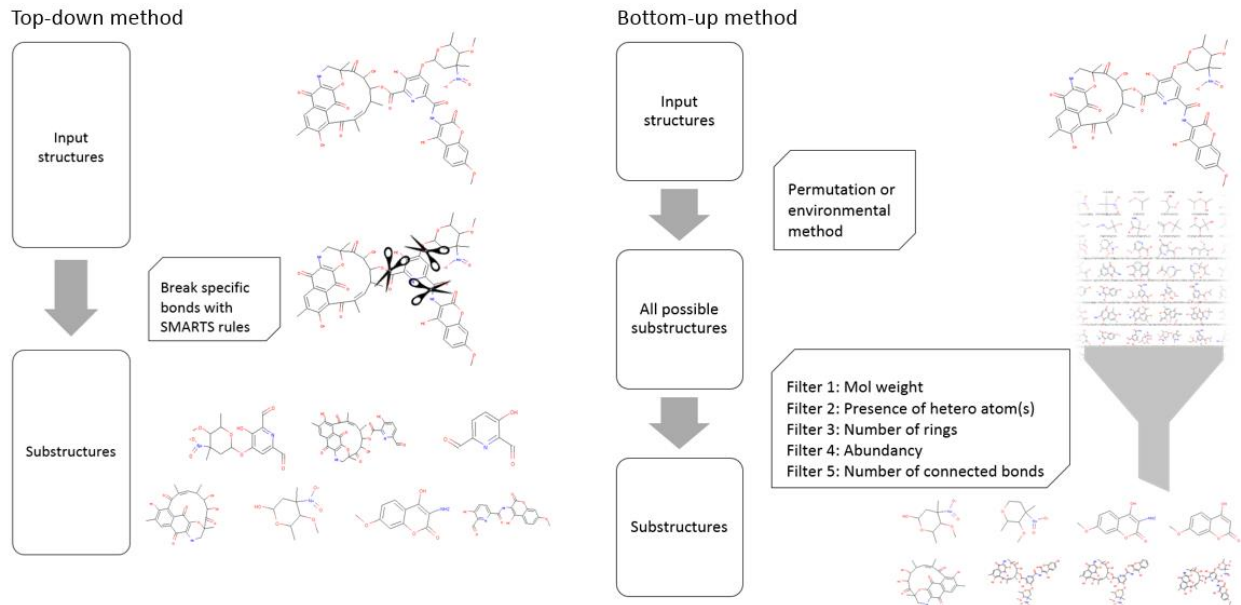 Top-down method
Input
structures
Break specific
bonds with
SMARTS rules
Substructures
Bottom-up method
Input
structures
Permutation or
environmental
method
All possible
substructures
Filter 1: Mol weight
Filter 2: Presence of hetero atom(s)
Filter 3: Number of rings
Filter 4: Abundancy
Filter 5: Number of connected bonds
Substructures